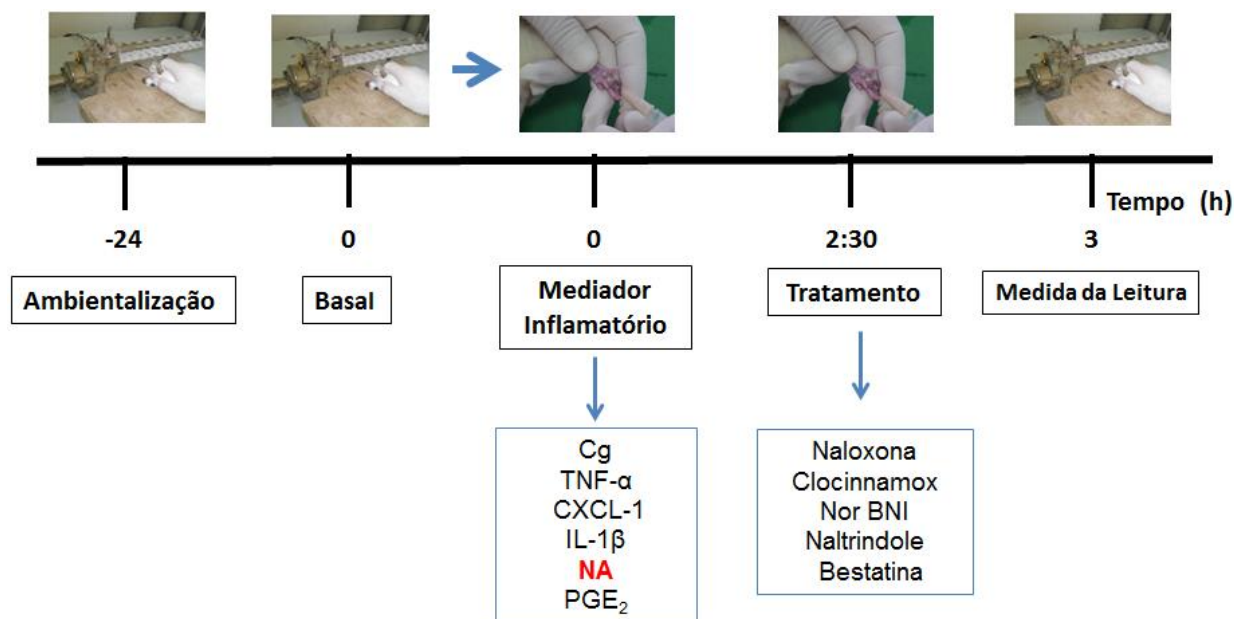 Tempo (h)
-24
0
0
2:30
3
Ambientalização
Basal
Mediador
Inflamatório
Tratamento
Medida da Leitura
Cg
TNF-α
CXCL-1
IL-1β
NA
PGE₂
Naloxona
Clocinnamox
Nor BNI
Naltrindole
Bestatina